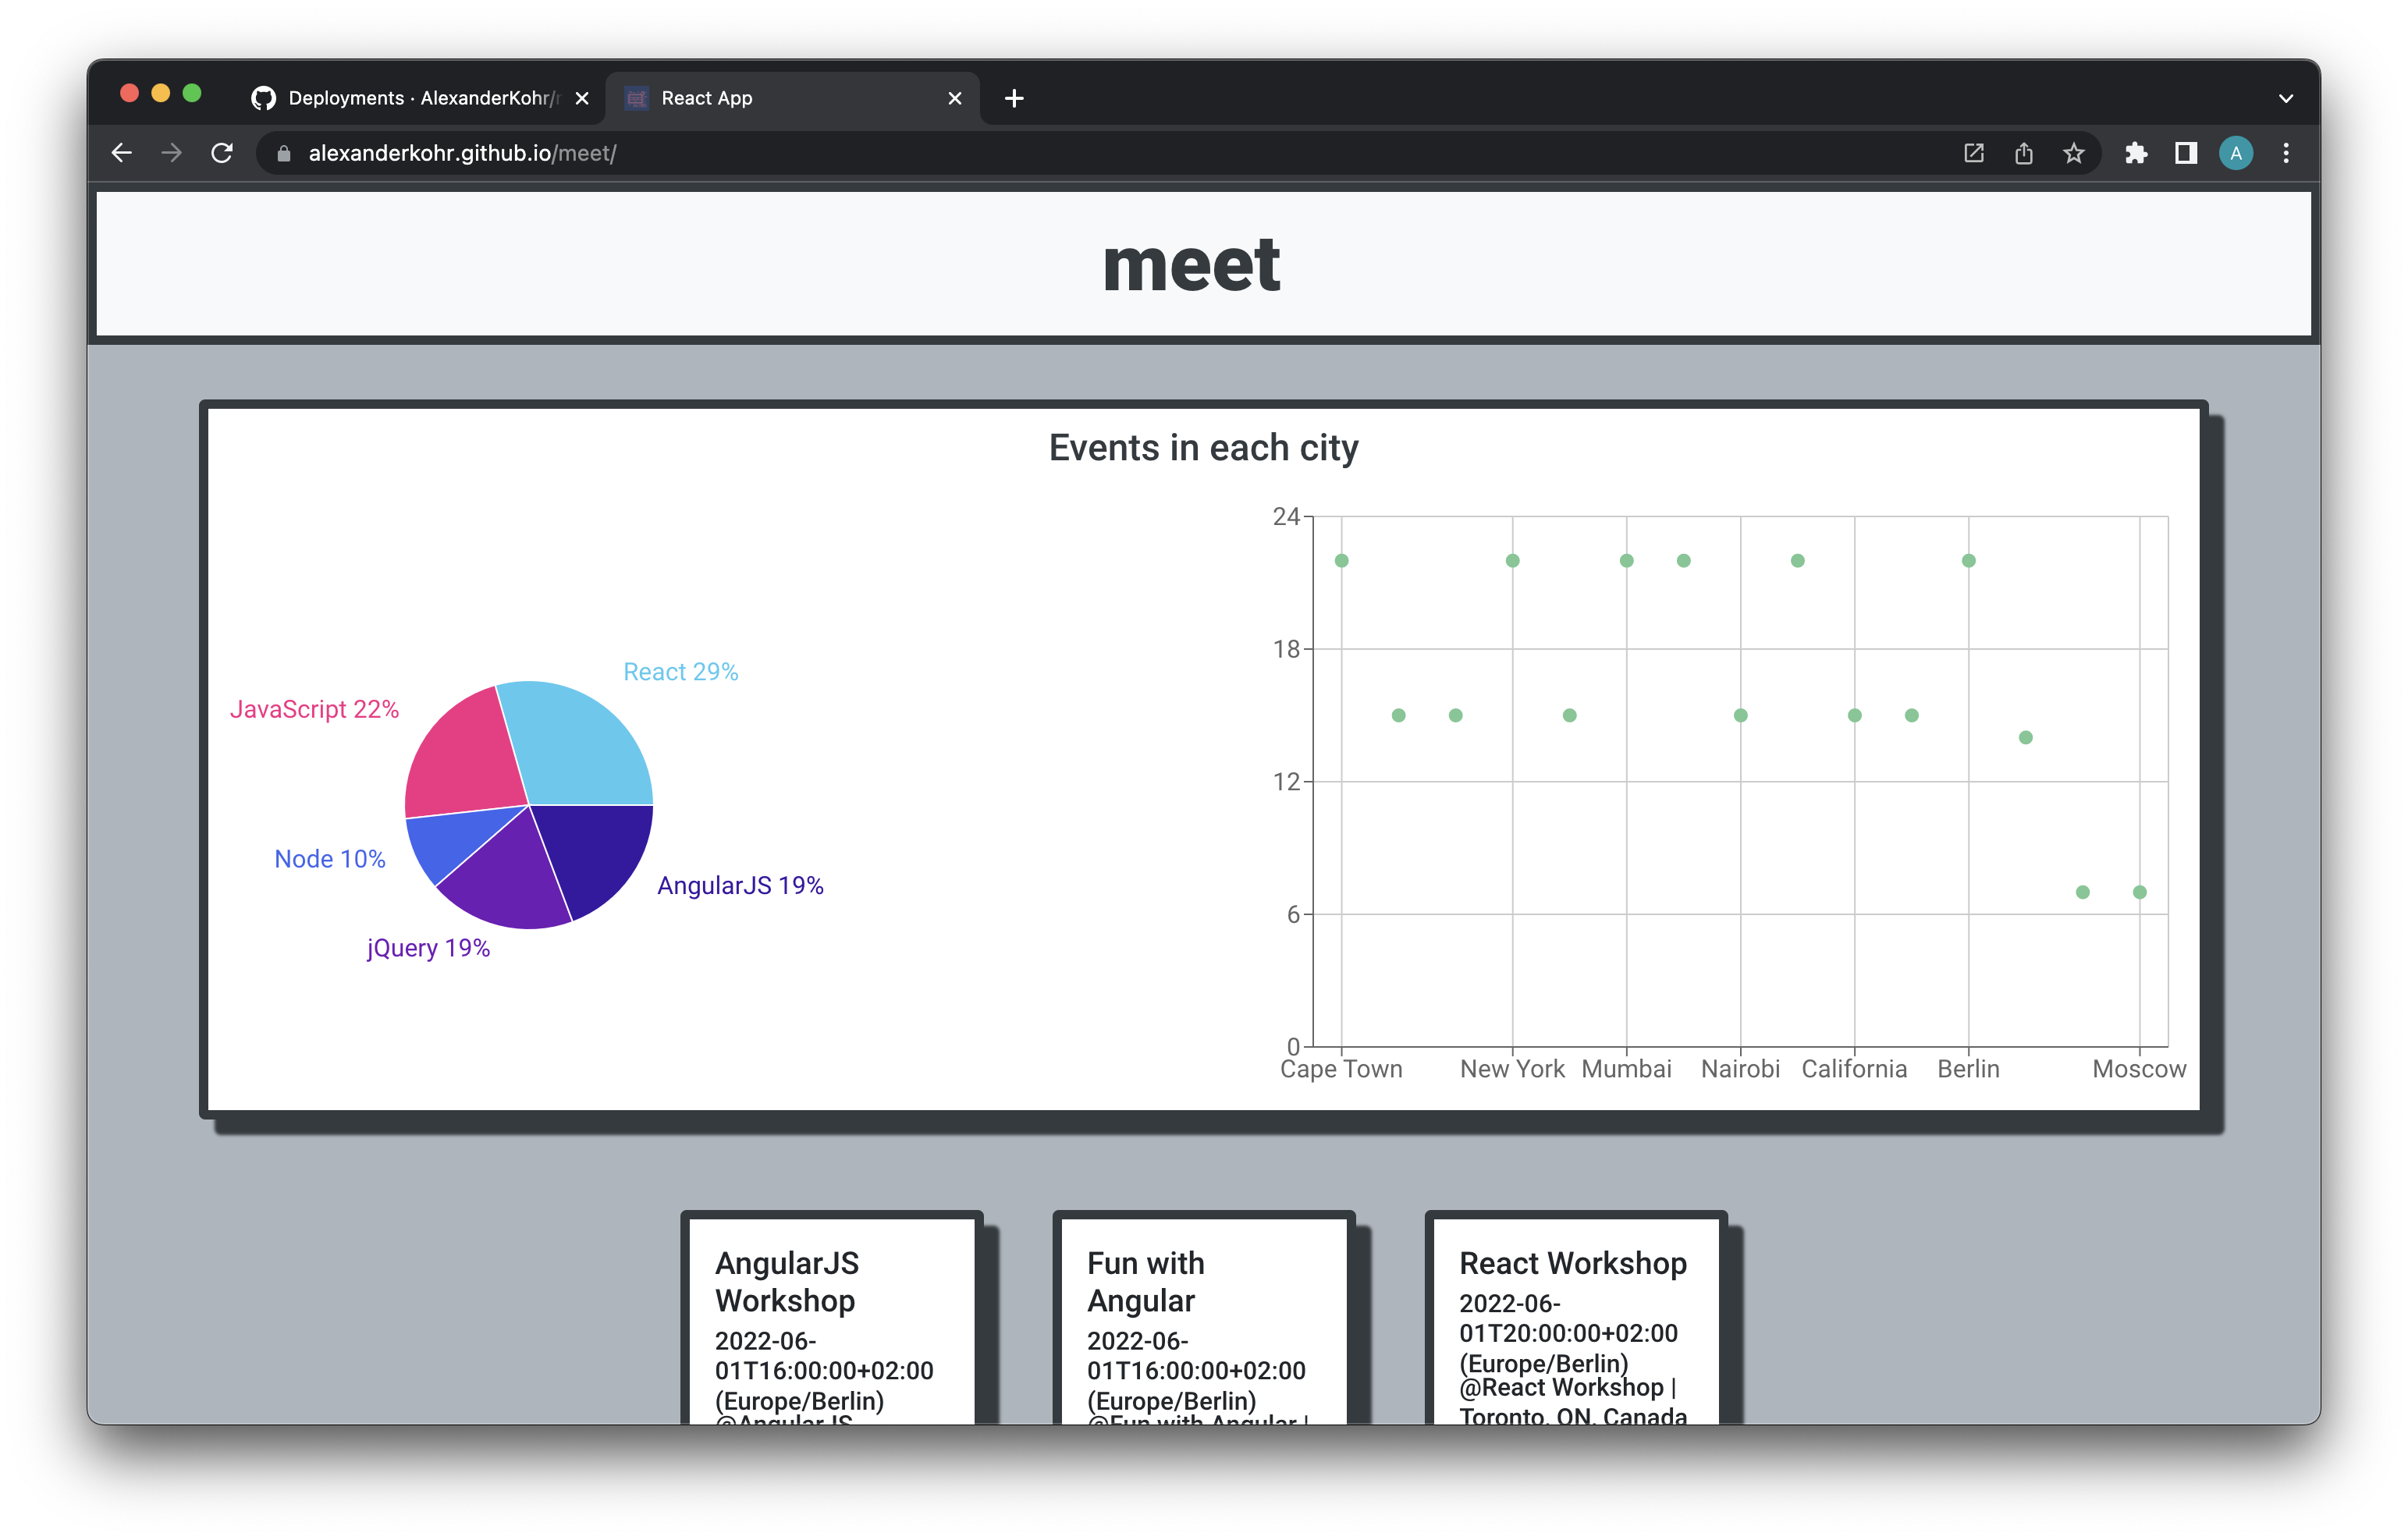 Deployments · AlexanderKohr/
React App
alexanderkohr.github.io/meet/
A
meet
Events in each city
React 29%
JavaScript 22%
Node 10%
AngularJS 19%
jQuery 19%
24
18
12
6
0
Cape Town New York Mumbai Nairobi California Berlin Moscow
AngularJS
Workshop
2022-06-
01T16:00:00+02:00
(Europe/Berlin)
@AngularJS
Fun with
Angular
2022-06-
01T16:00:00+02:00
(Europe/Berlin)
@Fun with Angular |
React Workshop
2022-06-
01T20:00:00+02:00
(Europe/Berlin)
@React Workshop |
Toronto, ON, Canada